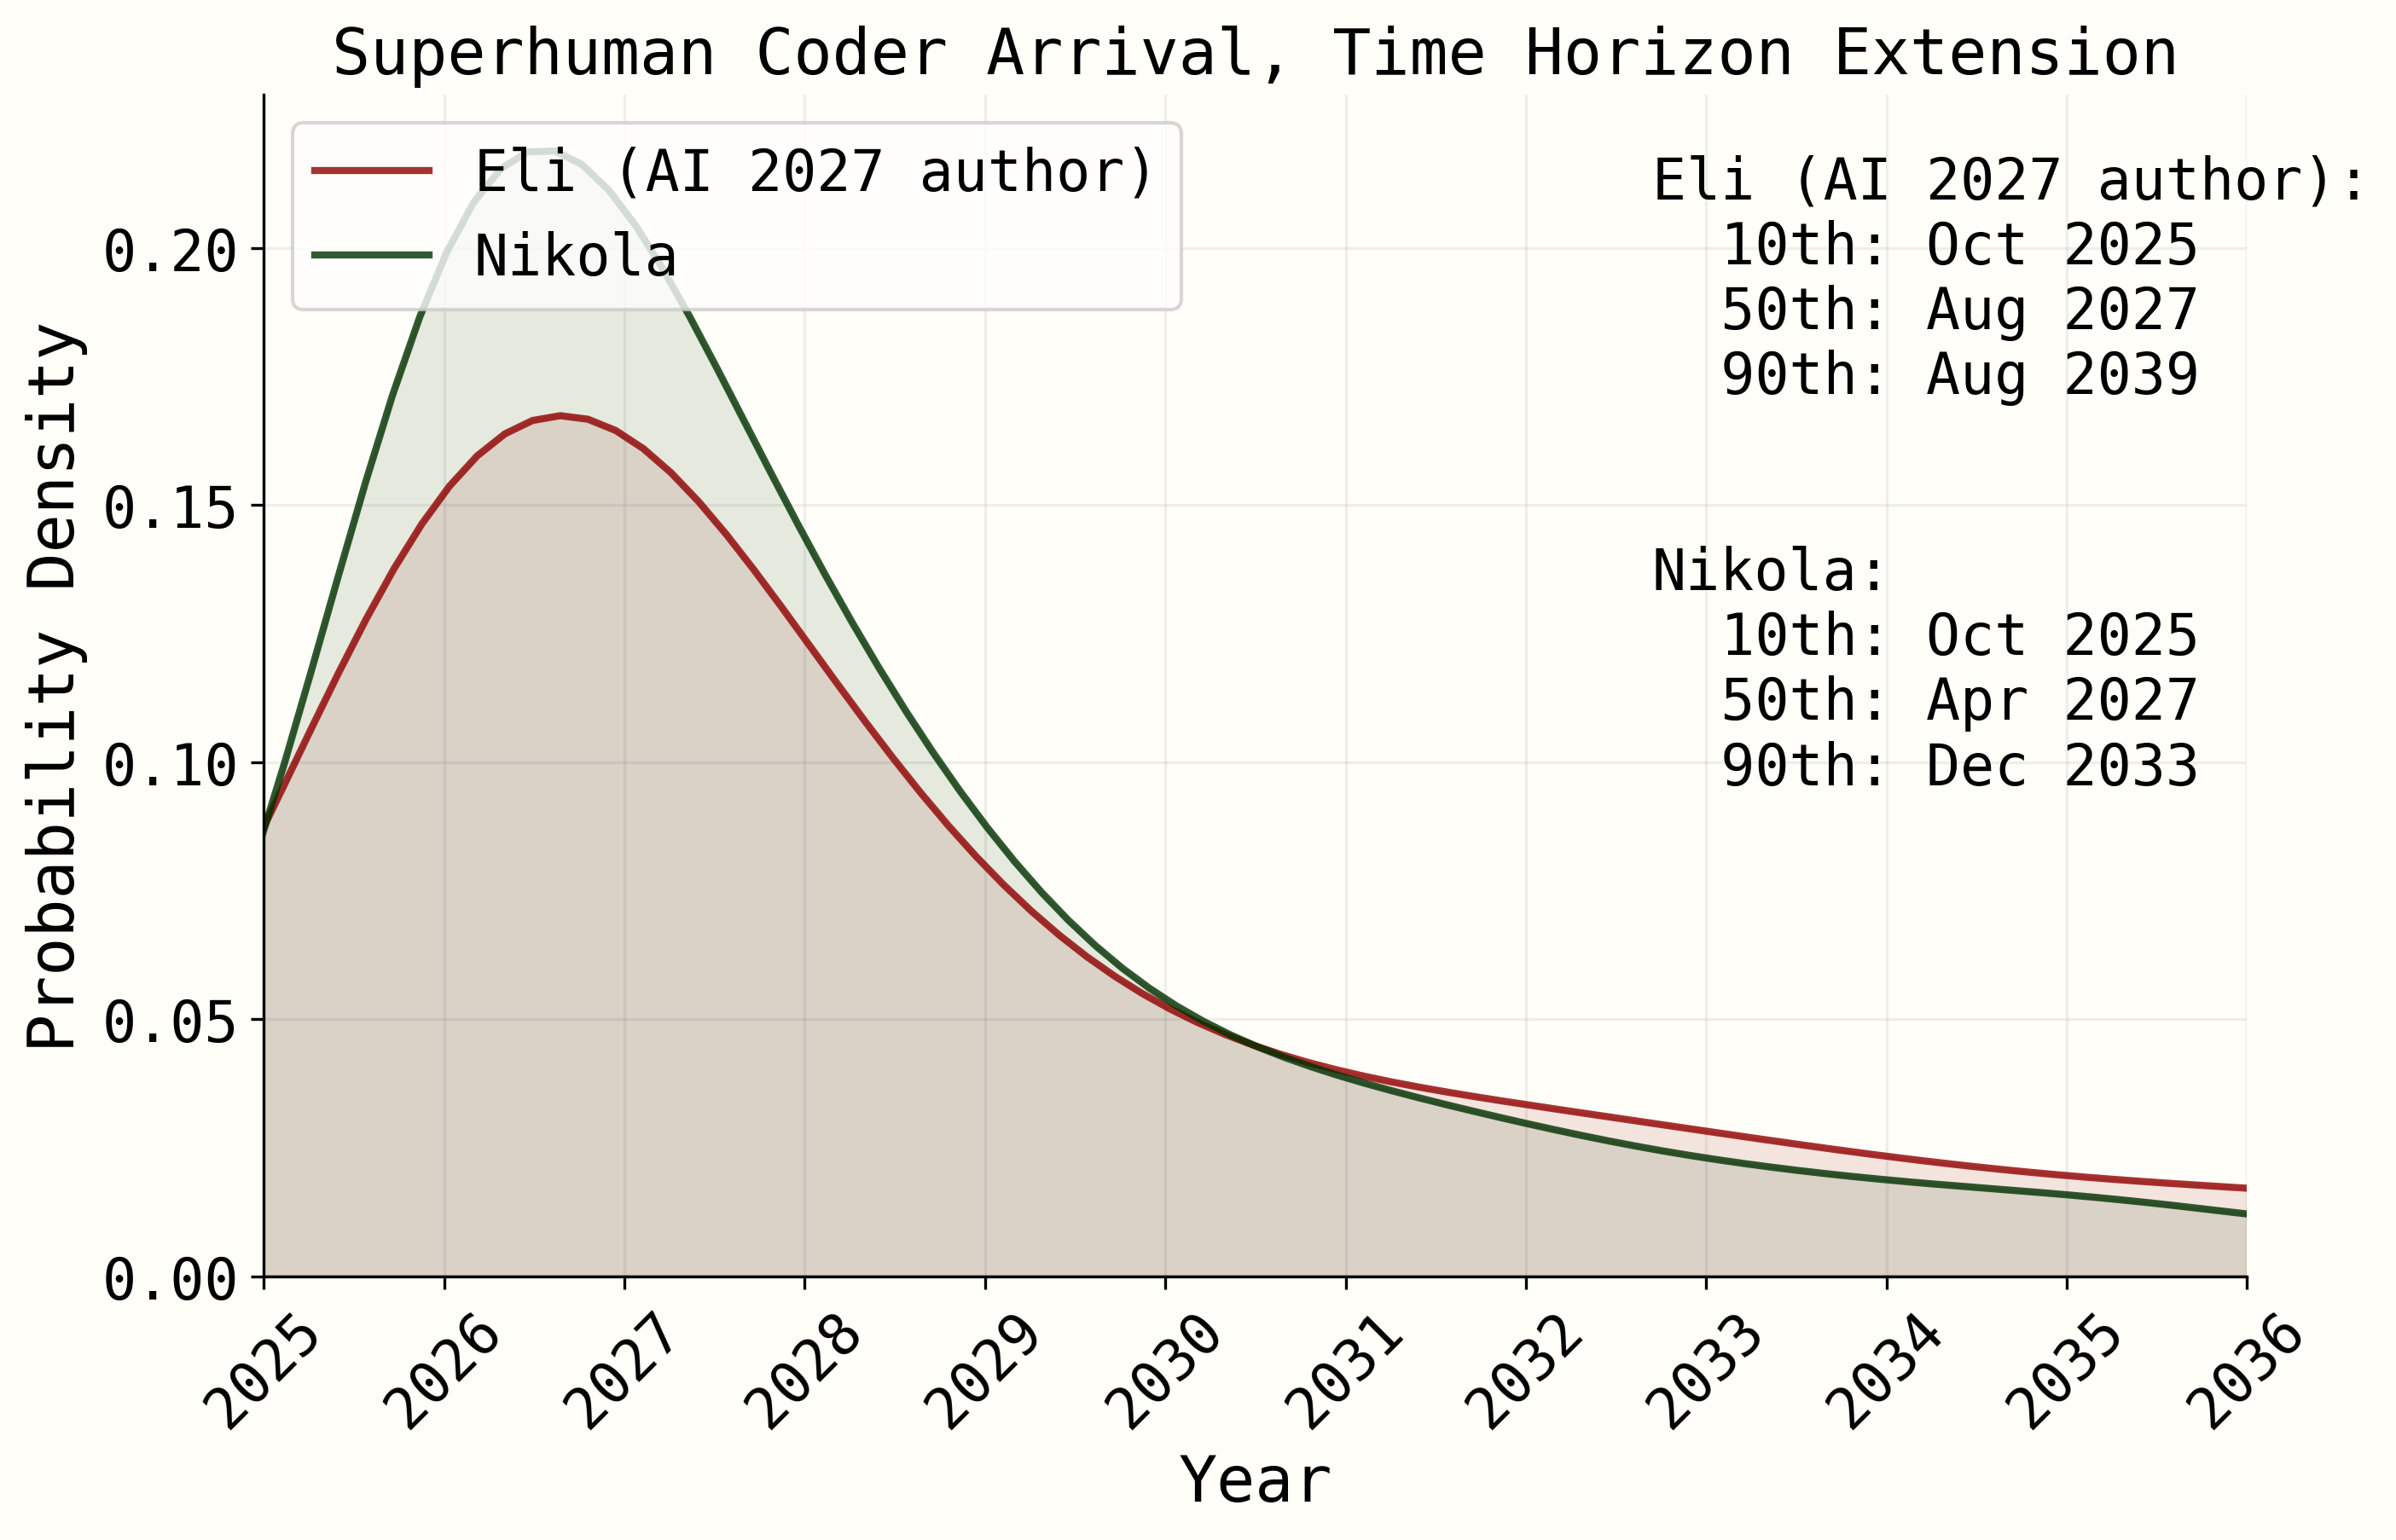 Superhuman Coder Arrival, Time Horizon Extension
Eli (AI 2027 author)
Nikola
Eli (AI 2027 author):
10th: Oct 2025
50th: Aug 2027
90th: Aug 2039
Nikola:
10th: Oct 2025
50th: Apr 2027
90th: Dec 2033
Probability Density
0.20
0.15
0.10
0.05
0.00
2025 2026 2027 2028 2029 2030 2031 2032 2033 2034 2035 2036
Year